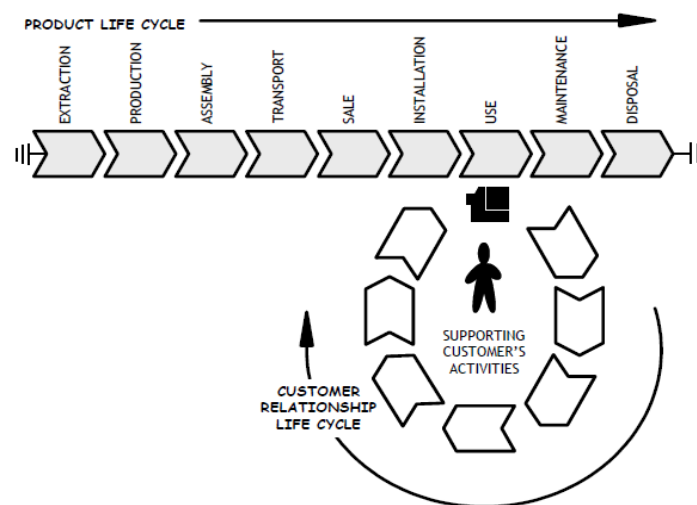 PRODUCT LIFE CYCLE
EXTRACTION
PRODUCTION
ASSEMBLY
TRANSPORT
SALE
INSTALLATION
USE
MAINTENANCE
DISPOSAL
SUPPORTING
CUSTOMER'S
ACTIVITIES
CUSTOMER
RELATIONSHIP
LIFE CYCLE